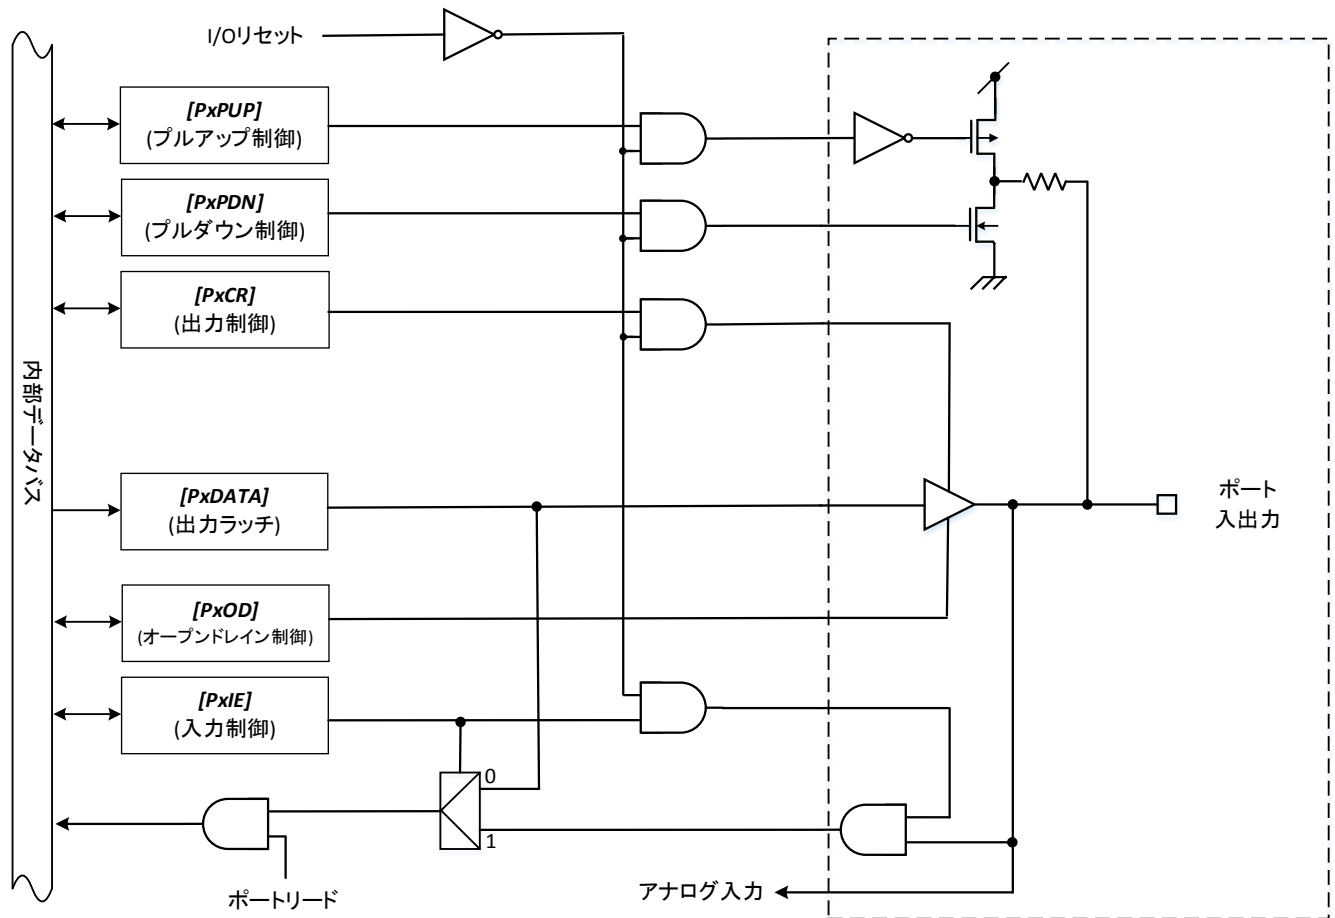 I/Oリセット
[PxPUP]
(プルアップ制御)
[PxPDN]
(プルダウン制御)
[PxCR]
(出力制御)
内部データバス
[PxDATA]
(出力ラッチ)
ポート
入出力
[PxOD]
(オープンドレイン制御)
[PxIE]
(入力制御)
0
1
ポートリード
アナログ入力